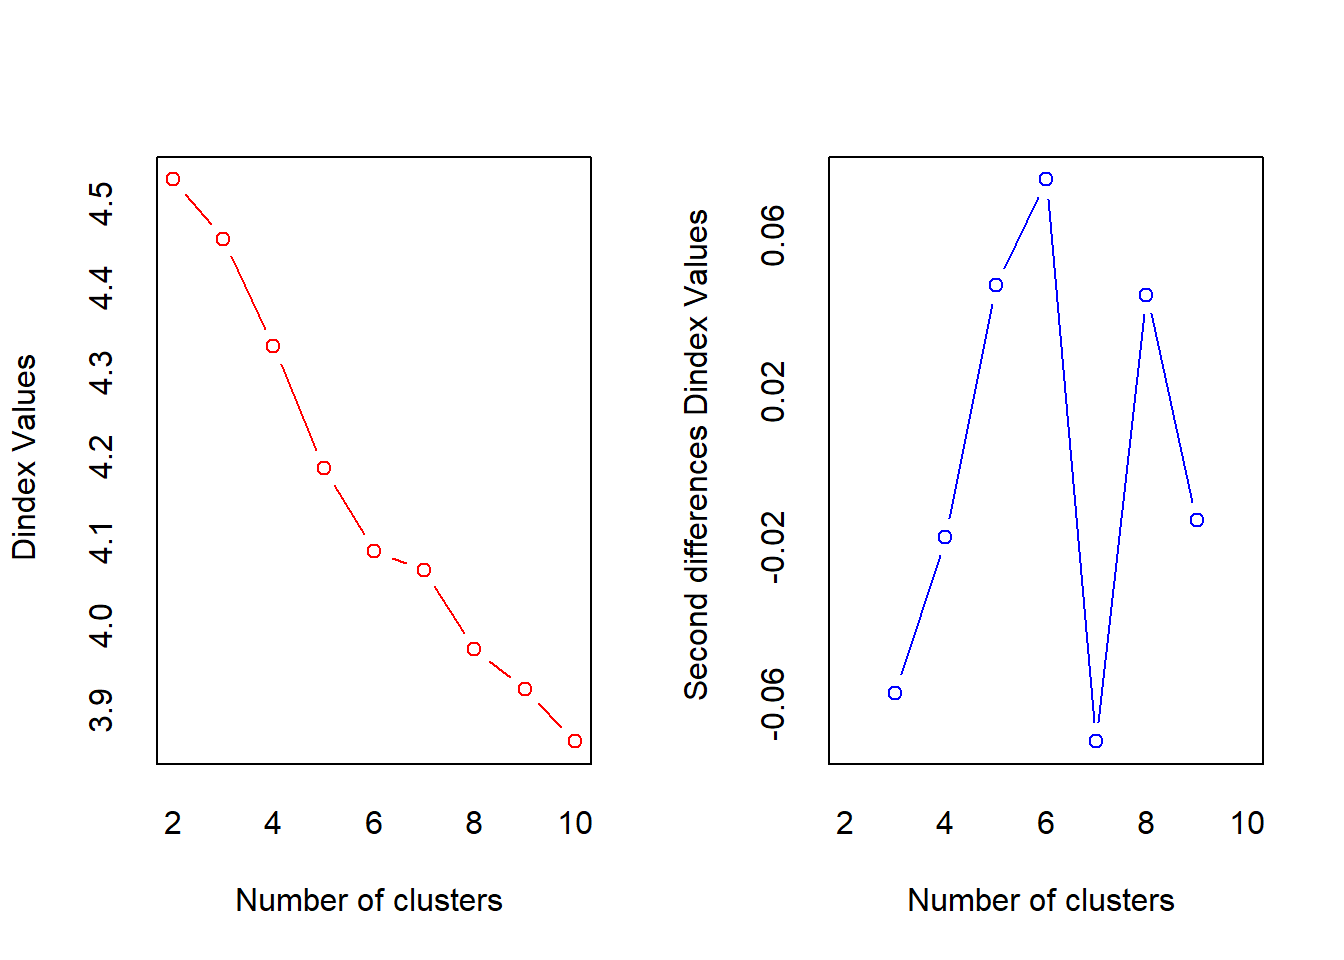 Dindex Values
4.5
4.4
4.3
4.2
4.1
4.0
3.9
2 4 6 8 10
Number of clusters
Second differences Dindex Values
0.06
0.02
-0.02
-0.06
2 4 6 8 10
Number of clusters